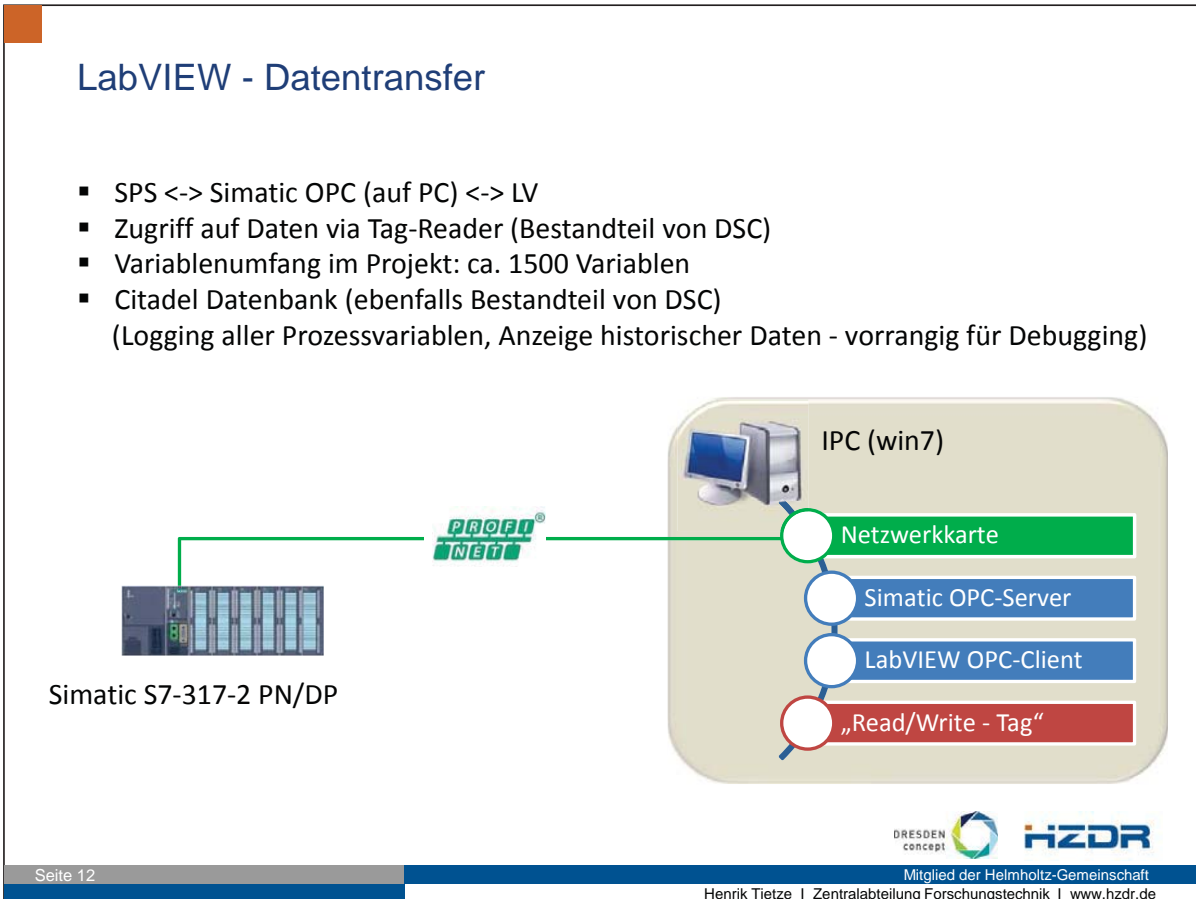 LabVIEW - Datentransfer
▪ SPS <-> Simatic OPC (auf PC) <-> LV
▪ Zugriff auf Daten via Tag-Reader (Bestandteil von DSC)
▪ Variablenumfang im Projekt: ca. 1500 Variablen
▪ Citadel Datenbank (ebenfalls Bestandteil von DSC)
(Logging aller Prozessvariablen, Anzeige historischer Daten - vorrangig für Debugging)
IPC (win7)
PROFI®
NET
Netzwerkkarte
Simatic OPC-Server
LabVIEW OPC-Client
„Read/Write - Tag“
Simatic S7-317-2 PN/DP
DRESDEN
concept
HZDR
Seite 12
Mitglied der Helmholtz-Gemeinschaft
Henrik Tietze I Zentralabteilung Forschungstechnik I www.hzdr.de